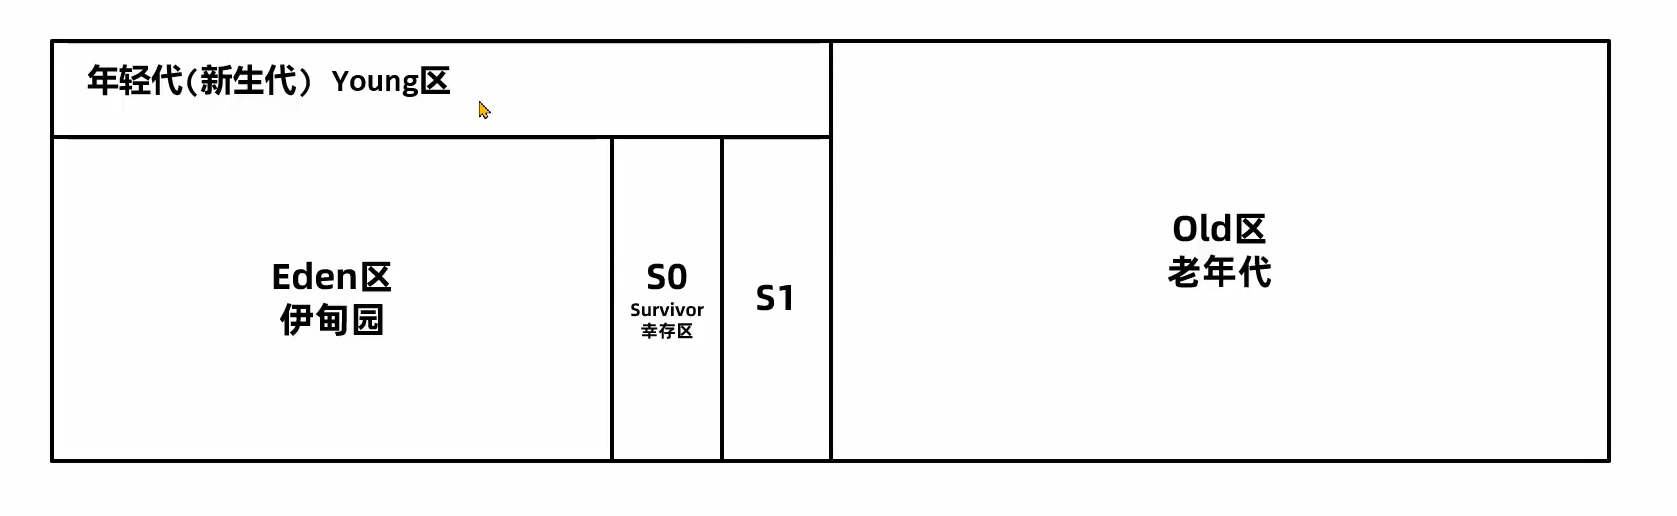 年轻代(新生代) Young区
Eden区
伊甸园
S0
Survivor
幸存区
S1
Old区
老年代